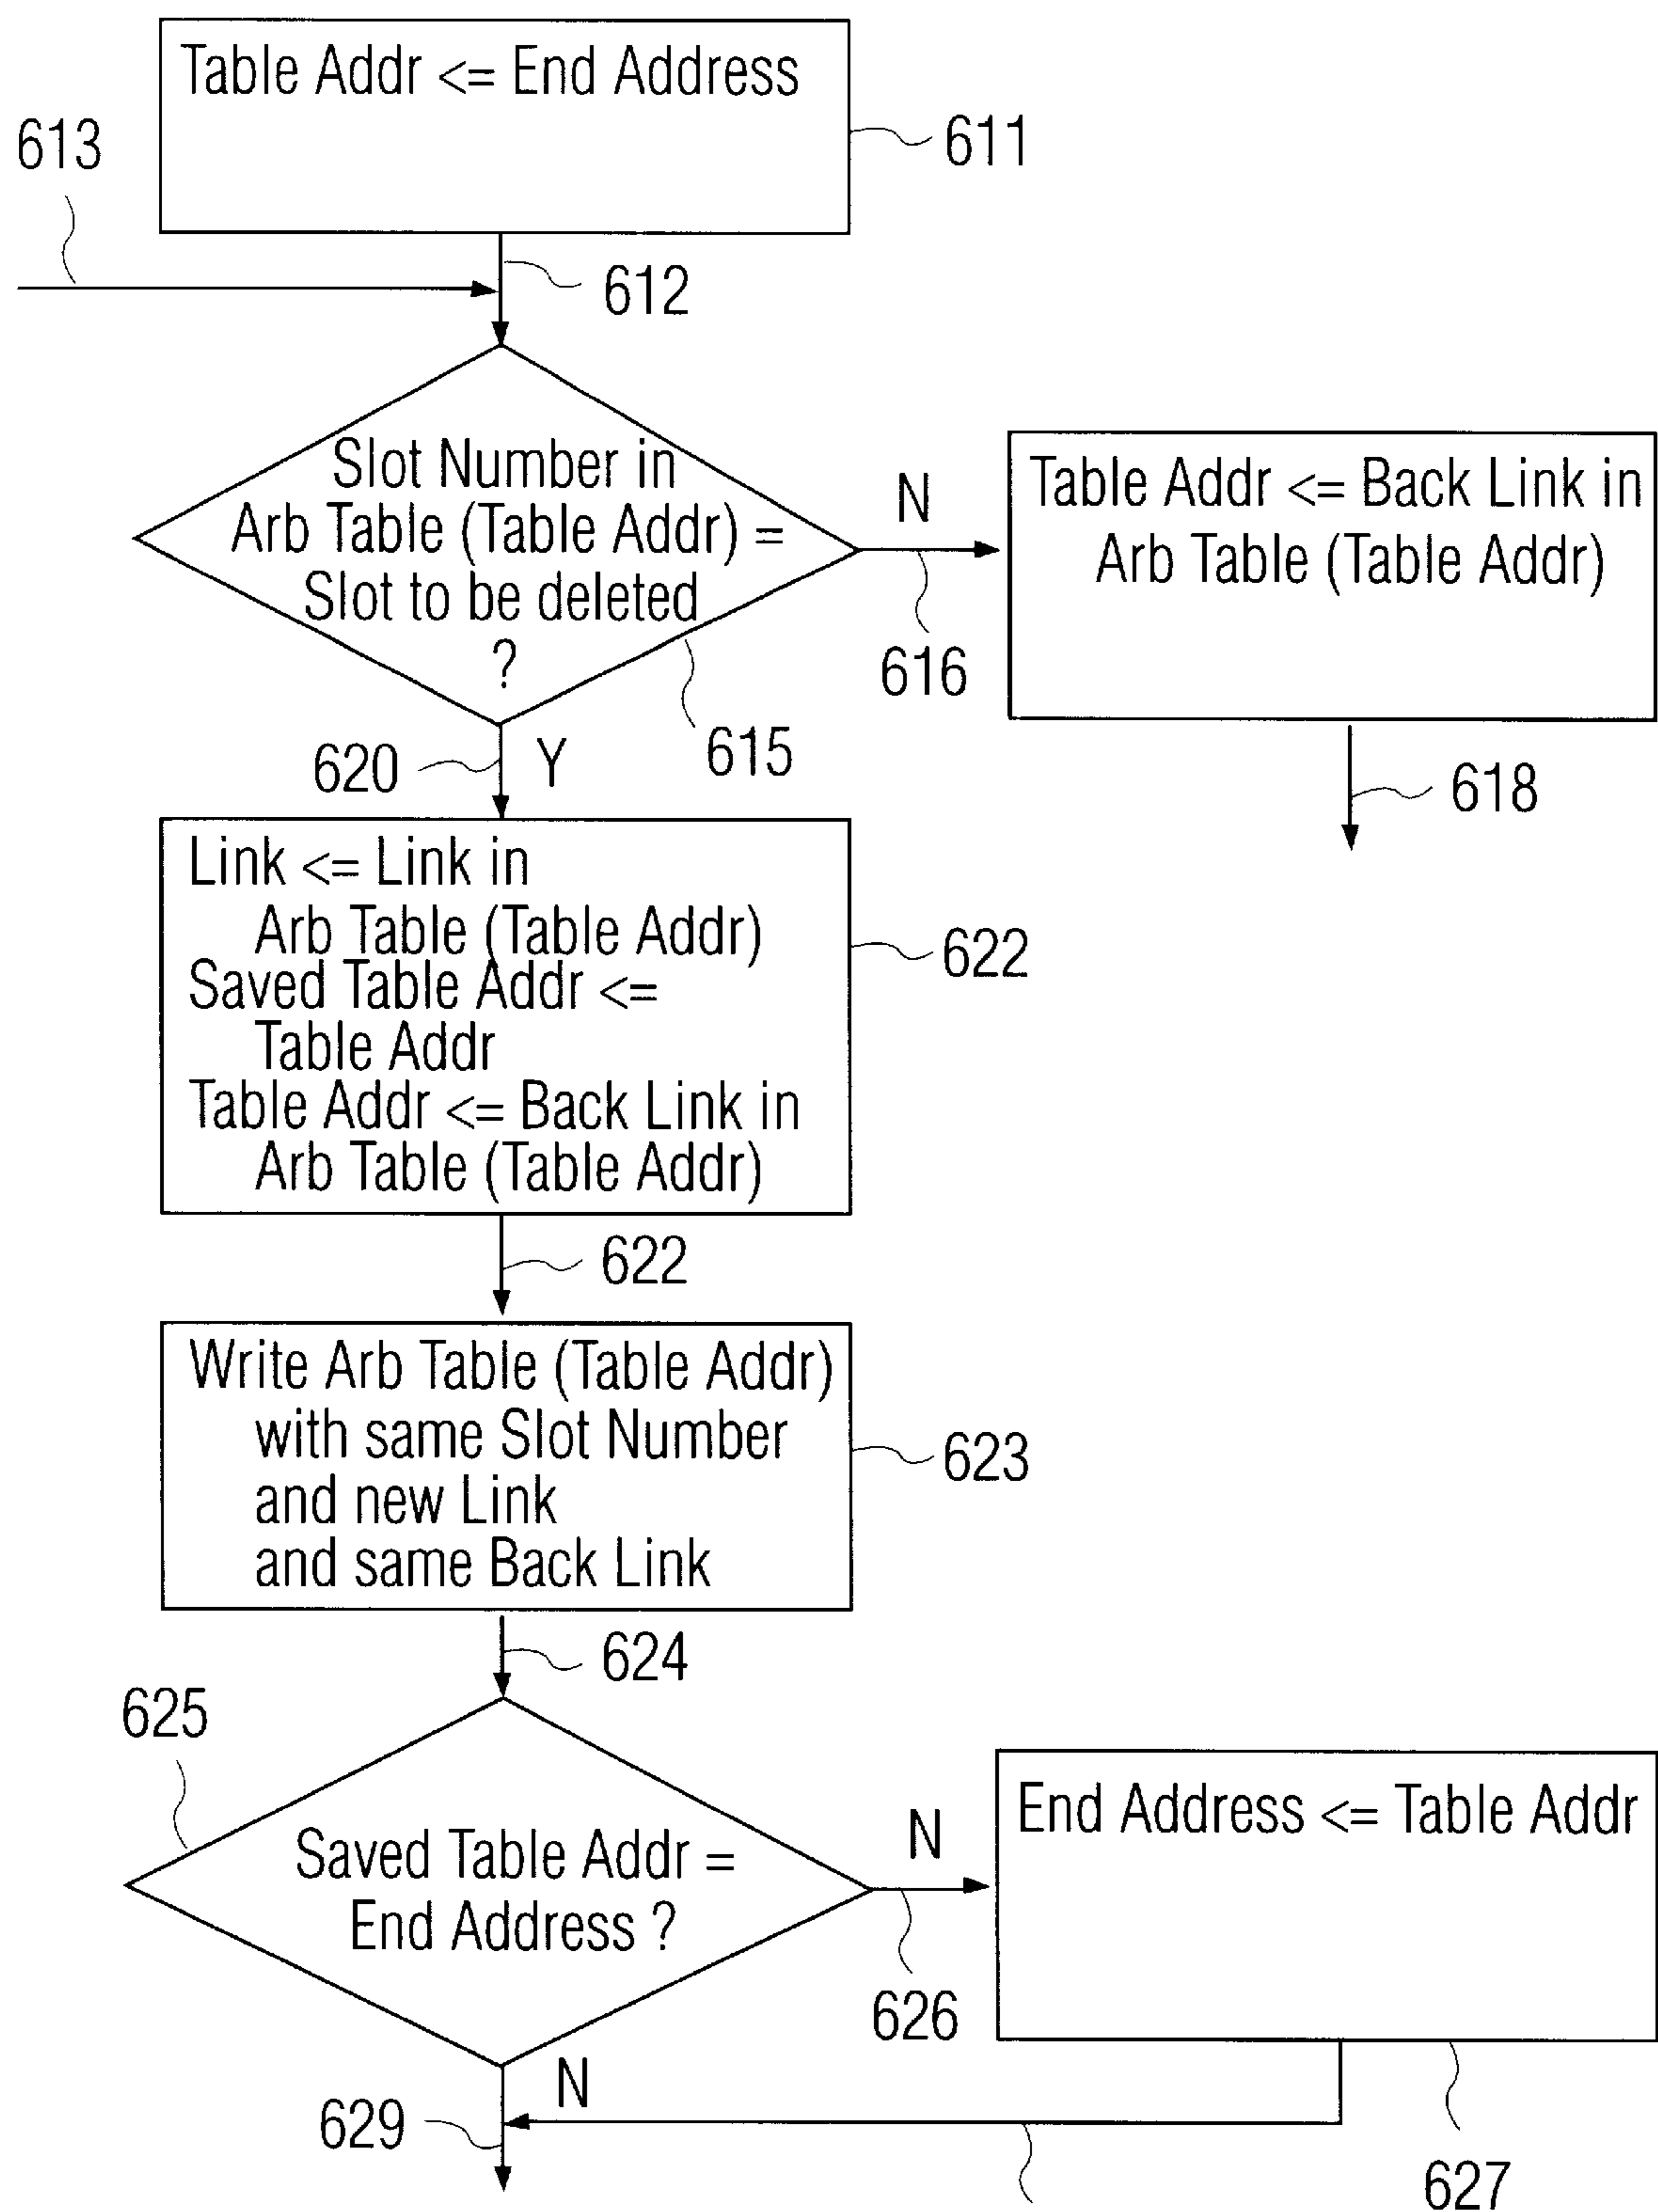 Table Addr <= End Address
611
613
612
Slot Number in
Arb Table (Table Addr) =
Slot to be deleted
?
N
616
Table Addr <= Back Link in
Arb Table (Table Addr)
615
618
620
Y
Link <= Link in
Arb Table (Table Addr)
Saved Table Addr <=
Table Addr
Table Addr <= Back Link in
Arb Table (Table Addr)
622
622
Write Arb Table (Table Addr)
with same Slot Number
and new Link
and same Back Link
623
624
625
Saved Table Addr =
End Address ?
N
626
End Address <= Table Addr
N
629
627